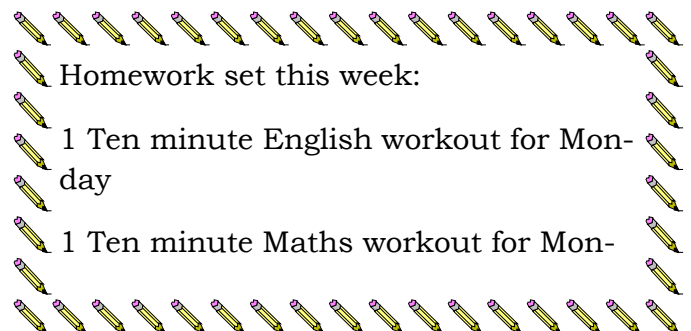 Homework set this week:
1 Ten minute English workout for Mon-
day
1 Ten minute Maths workout for Mon-